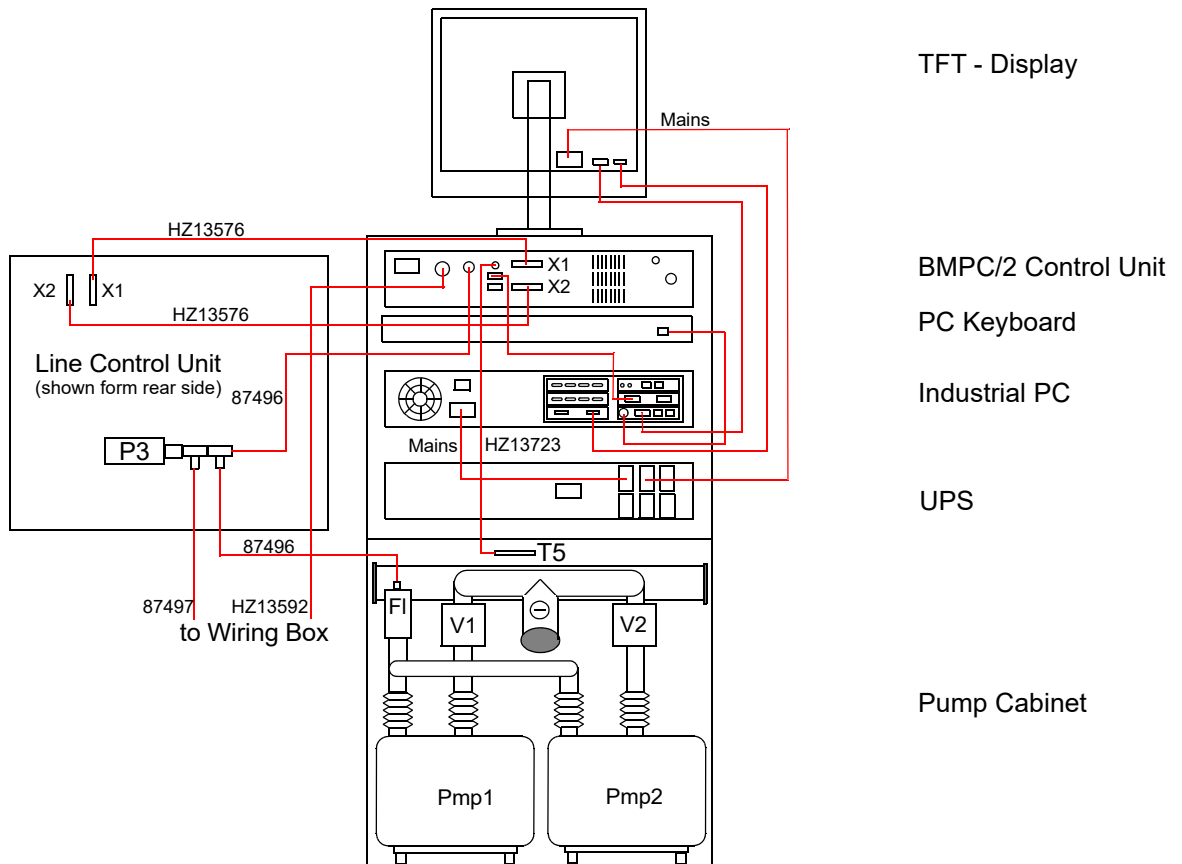 TFT - Display
Mains
HZ13576
X1
BMPC/2 Control Unit
X2
X1
X2
HZ13576
PC Keyboard
Line Control Unit
(shown form rear side)
87496
Industrial PC
P3
Mains
HZ13723
UPS
87496
T5
87497
HZ13592
FI
to Wiring Box
V1
V2
Pump Cabinet
Pmp1
Pmp2